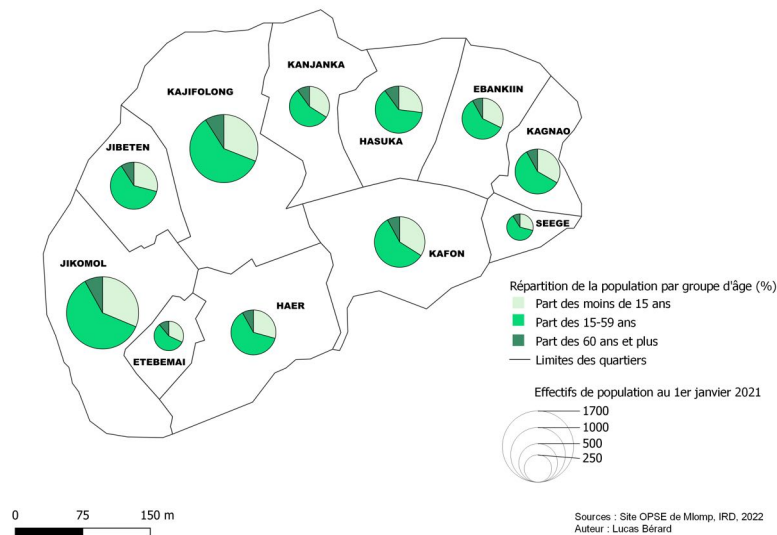 KANJANKA
KAJIFOLONG
EBANKIIN
KAGNAO
HASUKA
JIBETEN
SEEGE
KAFON
JIKOMOL
HAER
ETEBEMAI
Répartition de la population par groupe d'âge (%)
Part des moins de 15 ans
Part des 15-59 ans
Part des 60 ans et plus
Limites des quartiers
Effectifs de population au 1er janvier 2021
1700
1000
500
250
0 75 150 m
Sources : Site OPSE de Mlomp, IRD, 2022
Auteur : Lucas Bérard